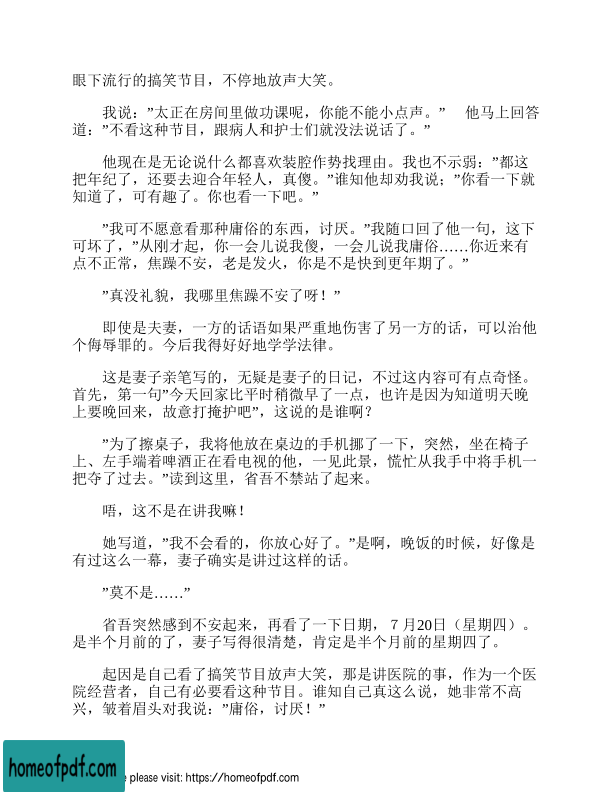 眼下流行的搞笑节目，不停地放声大笑。
我说：”太正在房间里做功课呢，你能不能小点声。”　他马上回答
道：”不看这种节目，跟病人和护士们就没法说话了。”
他现在是无论说什么都喜欢装腔作势找理由。我也不示弱：”都这
把年纪了，还要去迎合年轻人，真傻。”谁知他却劝我说；”你看一下就
知道了，可有趣了。你也看一下吧。”
”我可不愿意看那种庸俗的东西，讨厌。”我随口回了他一句，这下
可坏了，”从刚才起，你一会儿说我傻，一会儿说我庸俗……你近来有
点不正常，焦躁不安，老是发火，你是不是快到更年期了。”
”真没礼貌，我哪里焦躁不安了呀！”
即使是夫妻，一方的话语如果严重地伤害了另一方的话，可以治他
个侮辱罪的。今后我得好好地学学法律。
这是妻子亲笔写的，无疑是妻子的日记，不过这内容可有点奇怪。
首先，第一句”今天回家比平时稍微早了一点，也许是因为知道明天晚
上要晚回来，故意打掩护吧”，这说的是谁啊？
”为了擦桌子，我将他放在桌边的手机挪了一下，突然，坐在椅子
上、左手端着啤酒正在看电视的他，一见此景，慌忙从我手中将手机一
把夺了过去。”读到这里，省吾不禁站了起来。
唔，这不是在讲我嘛！
她写道，”我不会看的，你放心好了。”是啊，晚饭的时候，好像是
有过这么一幕，妻子确实是讲过这样的话。
”莫不是……”
省吾突然感到不安起来，再看了一下日期，７月20日（星期四）。
是半个月前的了，妻子写得很清楚，肯定是半个月前的星期四了。
起因是自己看了搞笑节目放声大笑，那是讲医院的事，作为一个医
院经营者，自己有必要看这种节目。谁知自己真这么说，她非常不高
兴，皱着眉头对我说：”庸俗，讨厌！”
homeofpdf.com
e please visit: https://homeofpdf.com